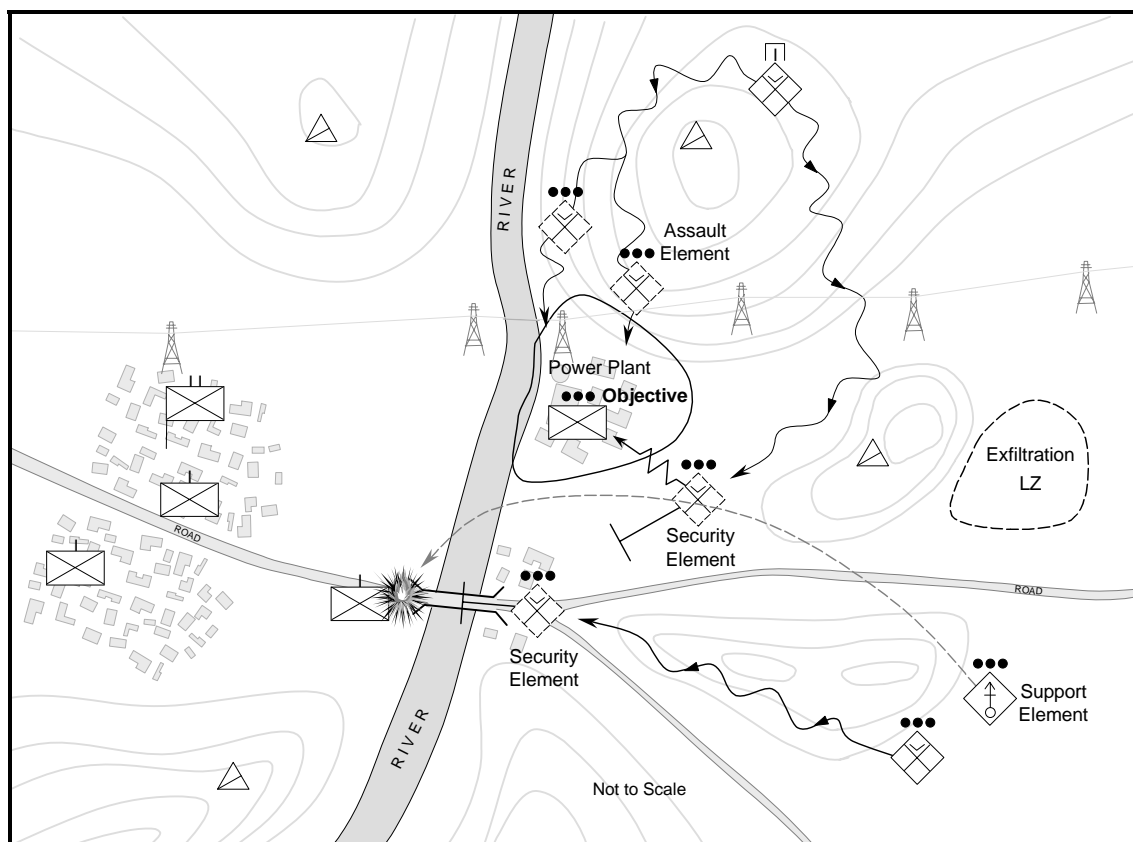 RIVER
Assault
Element
Power Plant
Objective
Exfiltration
LZ
Security
Element
ROAD
ROAD
Security
Element
Support
Element
RIVER
Not to Scale